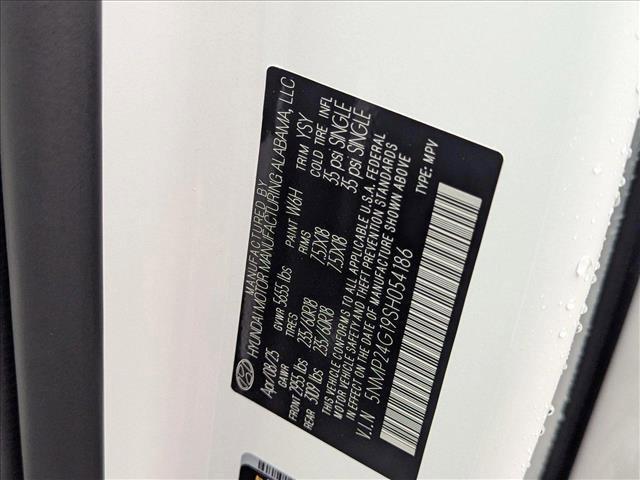 MANUFACTURED BY
HYUNDAI MOTOR MANUFACTURING ALABAMA, LLC
Apr/08/25 GVWR 5655 lbs PAINT W6H TRIM YSY
GAWR TIRES RIMS COLD TIRE INFL
FRONT 2933 lbs 235/60R18 7.5JX18 35 psi SINGLE
REAR 3109 lbs 235/60R18 7.5JX18 35 psi SINGLE
THIS VEHICLE CONFORMS TO ALL APPLICABLE U.S.A. FEDERAL
MOTOR VEHICLE SAFETY AND THEFT PREVENTION STANDARDS
IN EFFECT ON THE DATE OF MANUFACTURE SHOWN ABOVE
V.I.N 5NMP24G19SH054186 TYPE: MPV